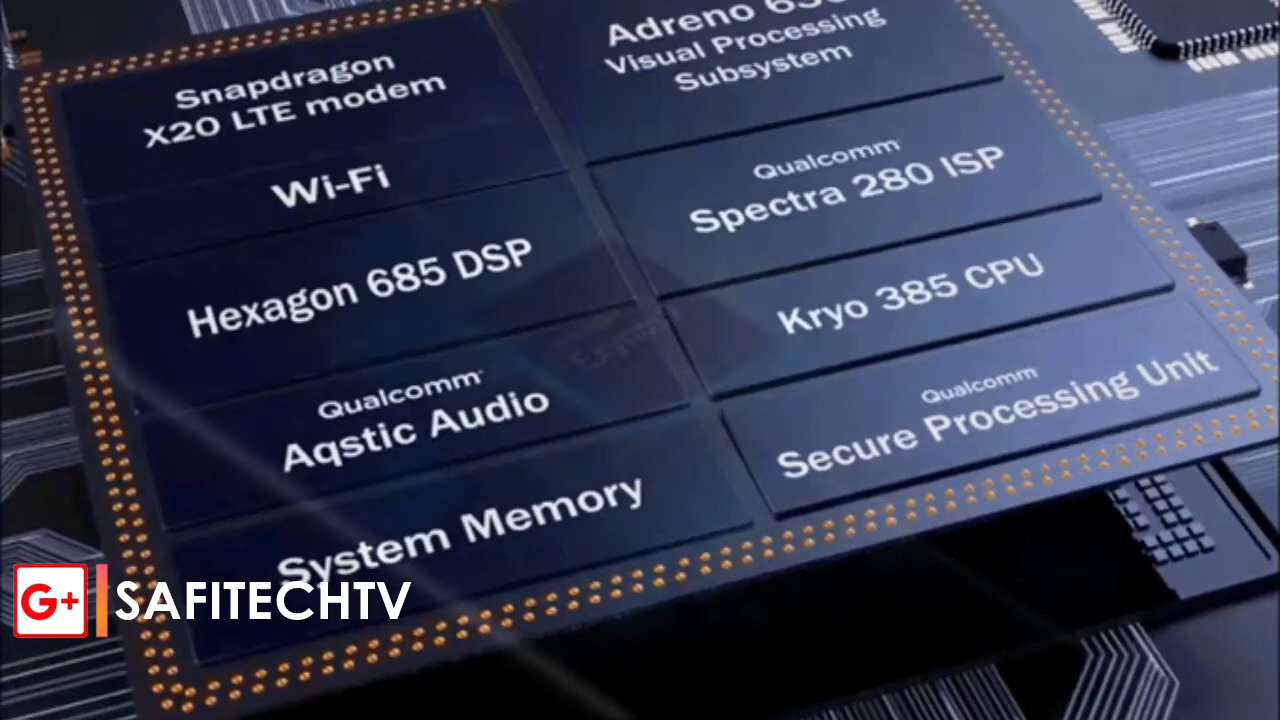 Snapdragon
X20 LTE modem
Wi-Fi
Hexagon 685 DSP
Qualcomm
Aqstic Audio
System Memory
Adreno
Visual Processing
Subsystem
Qualcomm
Spectra 280 ISP
Kryo 385 CPU
Qualcomm
Secure Processing Unit
G+
SAFITECHTV